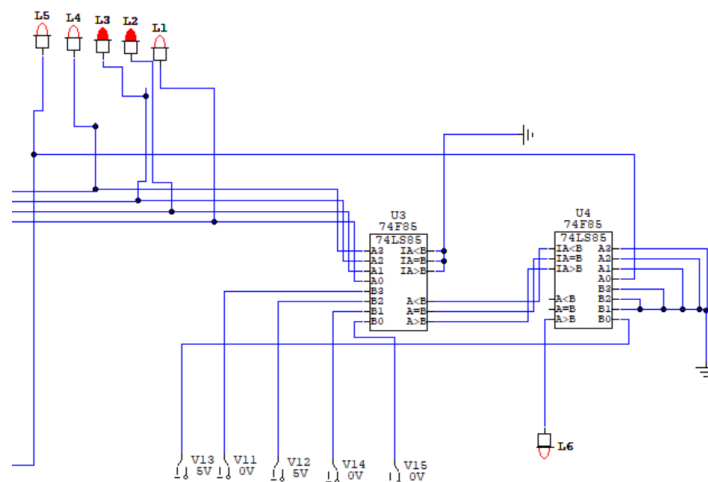 L5 L4 L3 L2 L1
U3
74F85
74LS85
A3 IA<B
A2 IA=B
A1 IA>B
A0
B3
B2 A<B
B1 A=B
B0 A>B
U4
74F85
74LS85
IA<B A3
IA=B A2
IA>B A1
A0
B3
A<B B2
A=B B1
A>B B0
L6
V13
5V
V11
0V
V12
5V
V14
0V
V15
0V